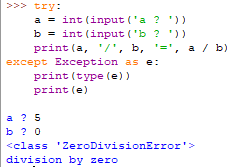 >>> try:
    a = int(input('a ? '))
    b = int(input('b ? '))
    print(a, '/', b, '=', a / b)
except Exception as e:
    print(type(e))
    print(e)
a ? 5
b ? 0
<class 'ZeroDivisionError'>
division by zero